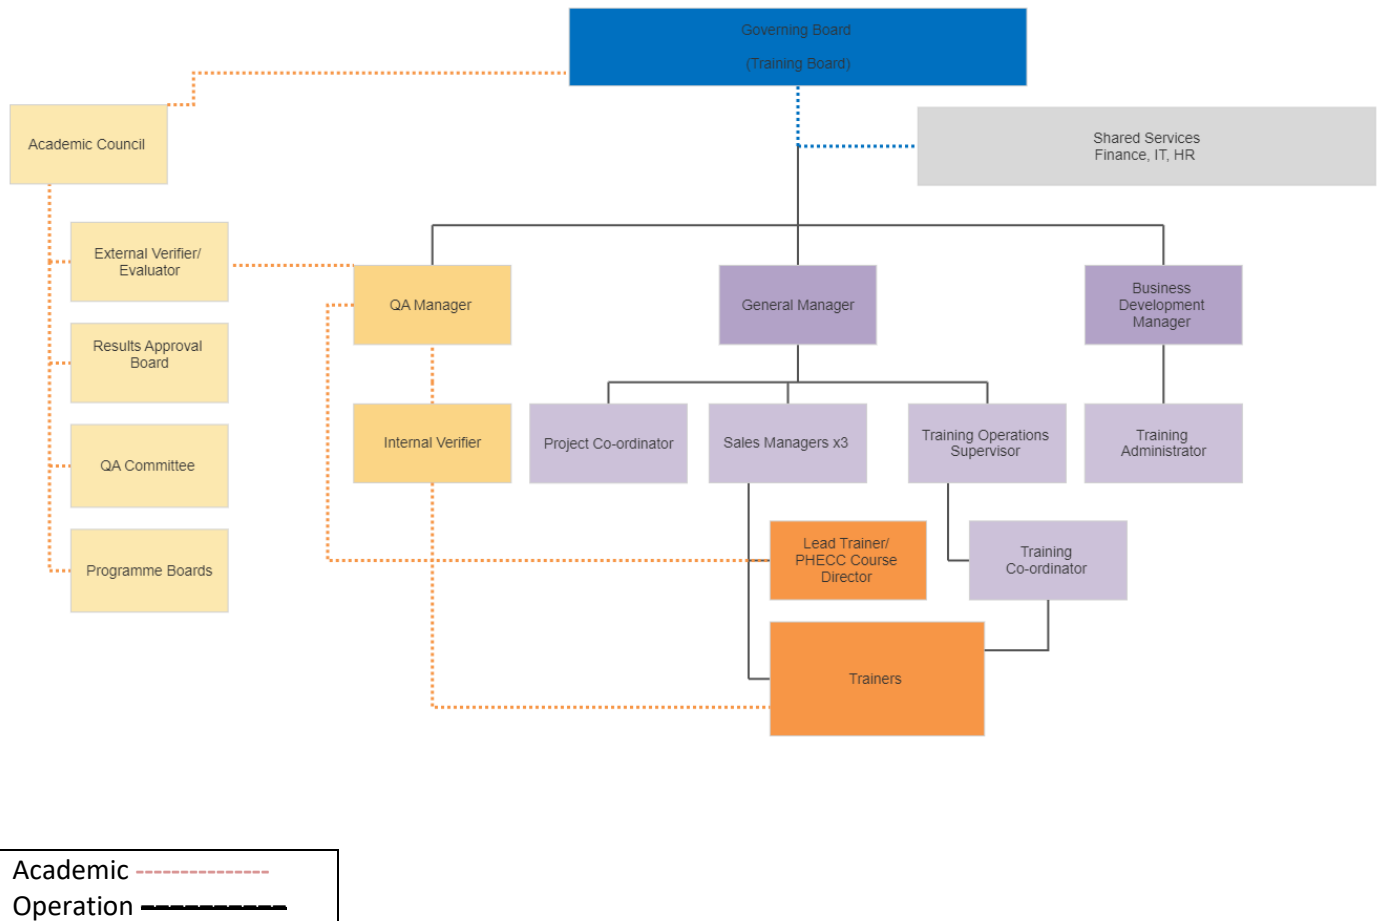 Governing Board
(Training Board)
Academic Council
Shared Services
Finance, IT, HR
External Verifier/
Evaluator
QA Manager
General Manager
Business
Development
Manager
Results Approval
Board
Internal Verifier
Project Co-ordinator
Sales Managers x3
Training Operations
Supervisor
Training
Administrator
QA Committee
Lead Trainer/
PHECC Course
Director
Training
Co-ordinator
Programme Boards
Trainers
Academic
Operation